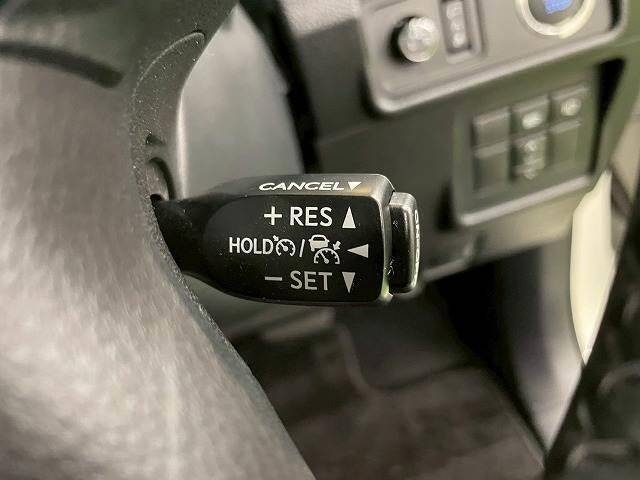 CANCEL▼
+ RES ▲
HOLD / ◀
− SET ▼